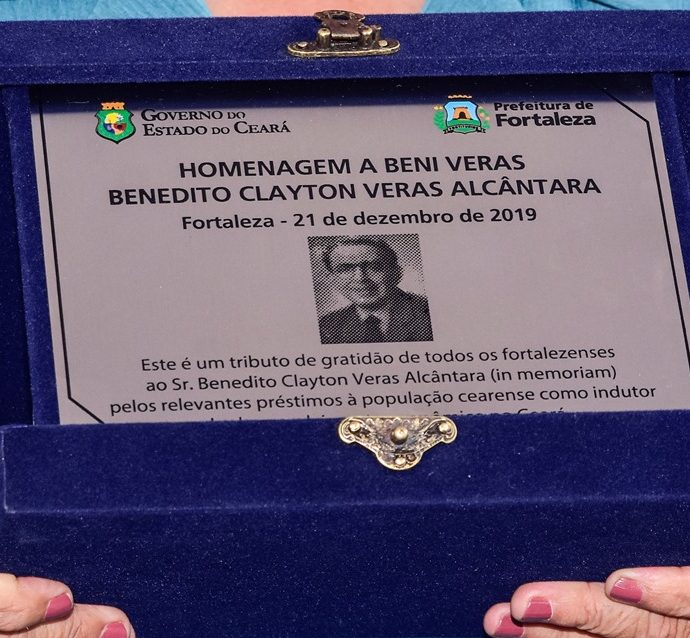 GOVERNO DO
ESTADO DO CEARÁ
Prefeitura de
Fortaleza
HOMENAGEM A BENI VERAS
BENEDITO CLAYTON VERAS ALCÂNTARA
Fortaleza - 21 de dezembro de 2019
Este é um tributo de gratidão de todos os fortalezenses
ao Sr. Benedito Clayton Veras Alcântara (in memoriam)
pelos relevantes préstimos à população cearense como indutor
no Ceará